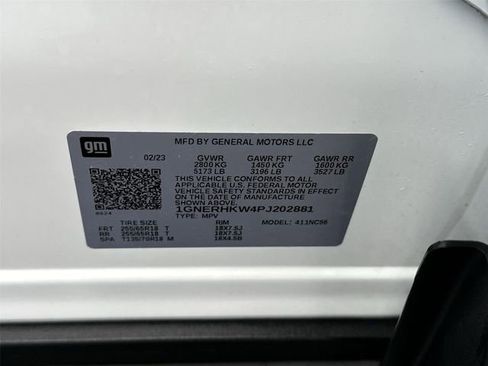 gm
MFD BY GENERAL MOTORS LLC
02/23 GVWR GAWR FRT GAWR RR
2800 KG 1450 KG 1600 KG
5173 LB 3196 LB 3527 LB
THIS VEHICLE CONFORMS TO ALL
APPLICABLE U.S. FEDERAL MOTOR
VEHICLE SAFETY STANDARDS IN EFFECT
ON THE DATE OF MANUFACTURE
SHOWN ABOVE.
1GNERHKW4PJ202881
TYPE: MPV MODEL: 411NC56
TIRE SIZE RIM
FRT 255/65R18 T 18X7.5J
RR 255/65R18 T 18X7.5J
SPA T135/70R18 M 18X4.5B